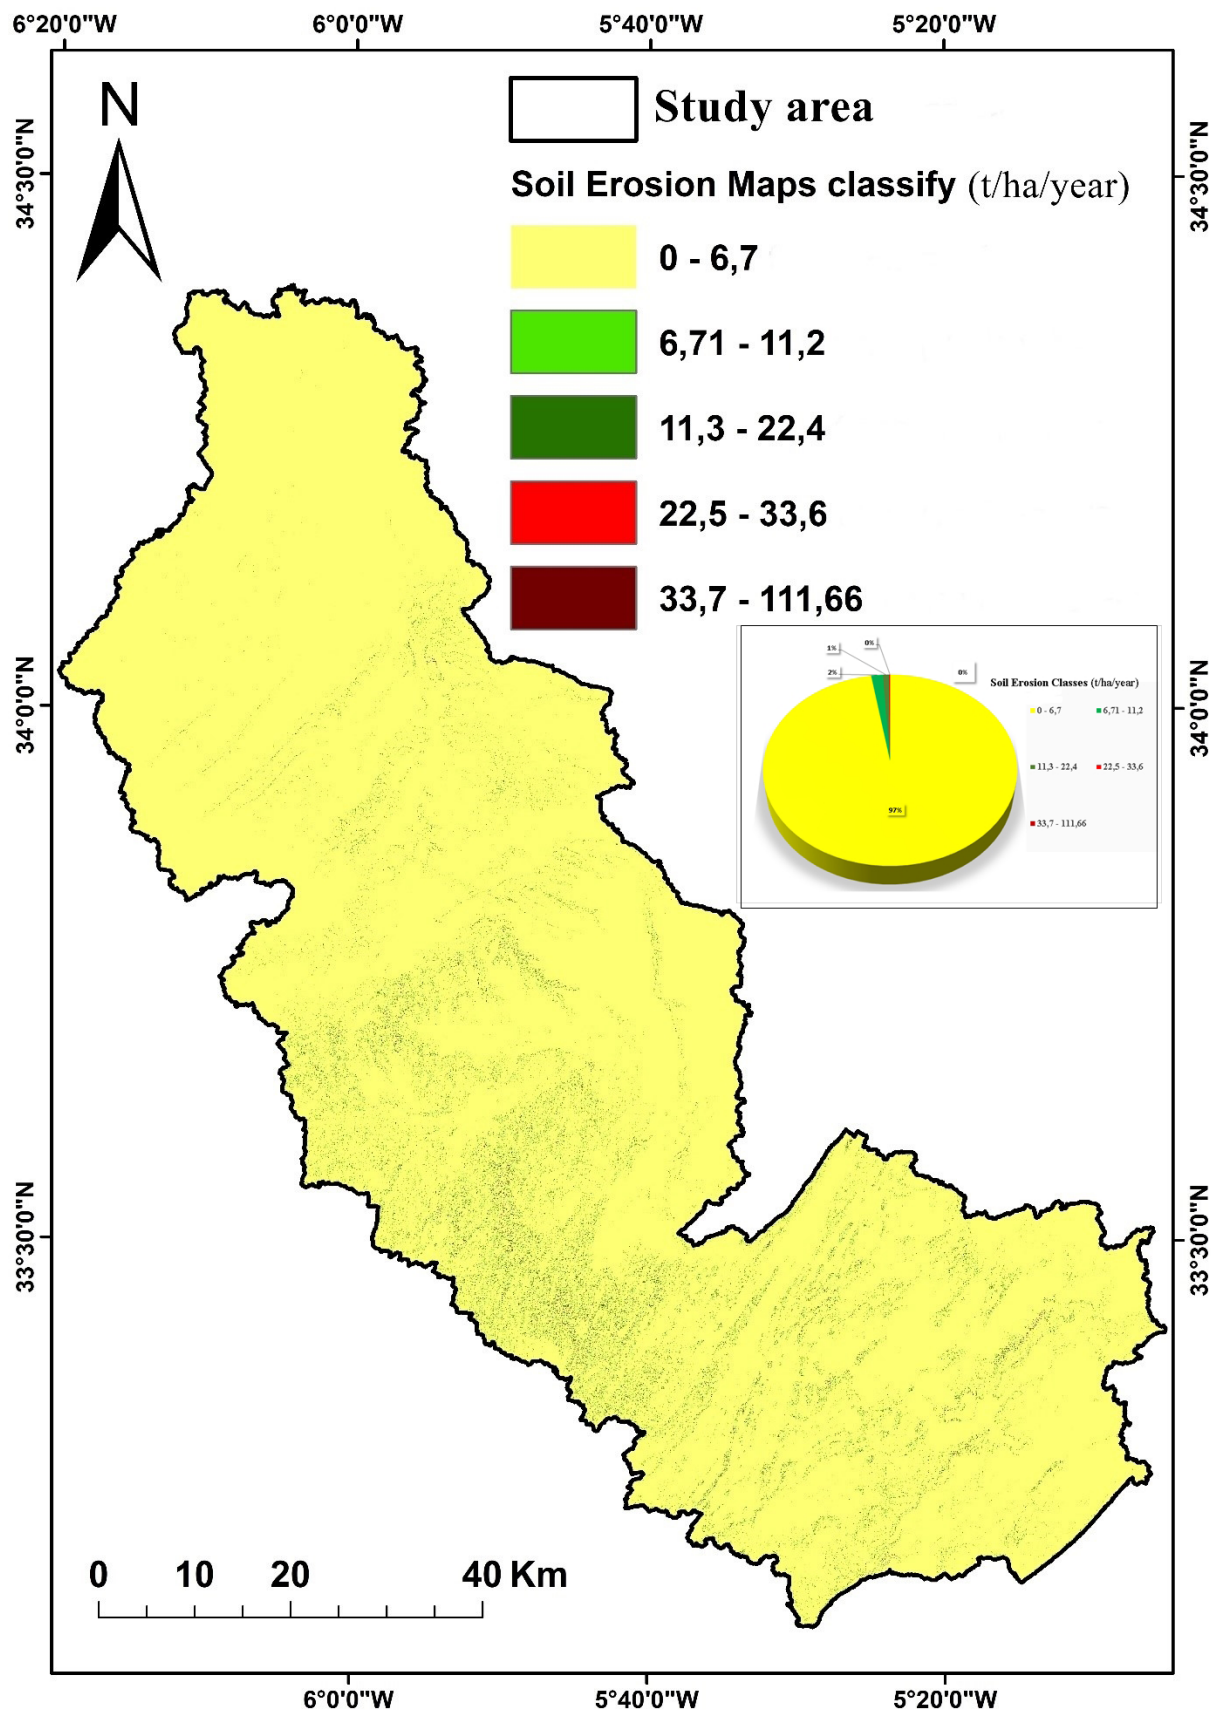 6°20'0"W 6°0'0"W 5°40'0"W 5°20'0"W
N
Study area
34°30'0"N
34°30'0"N
Soil Erosion Maps classify (t/ha/year)
0 - 6,7
6,71 - 11,2
11,3 - 22,4
22,5 - 33,6
33,7 - 111,66
0%
1%
2%
0%
Soil Erosion Classes (t/ha/year)
0 - 6,7 6,71 - 11,2
11,3 - 22,4 22,5 - 33,6
33,7 - 111,66
97%
34°0'0"N
34°0'0"N
33°30'0"N
33°30'0"N
0 10 20 40 Km
6°0'0"W 5°40'0"W 5°20'0"W